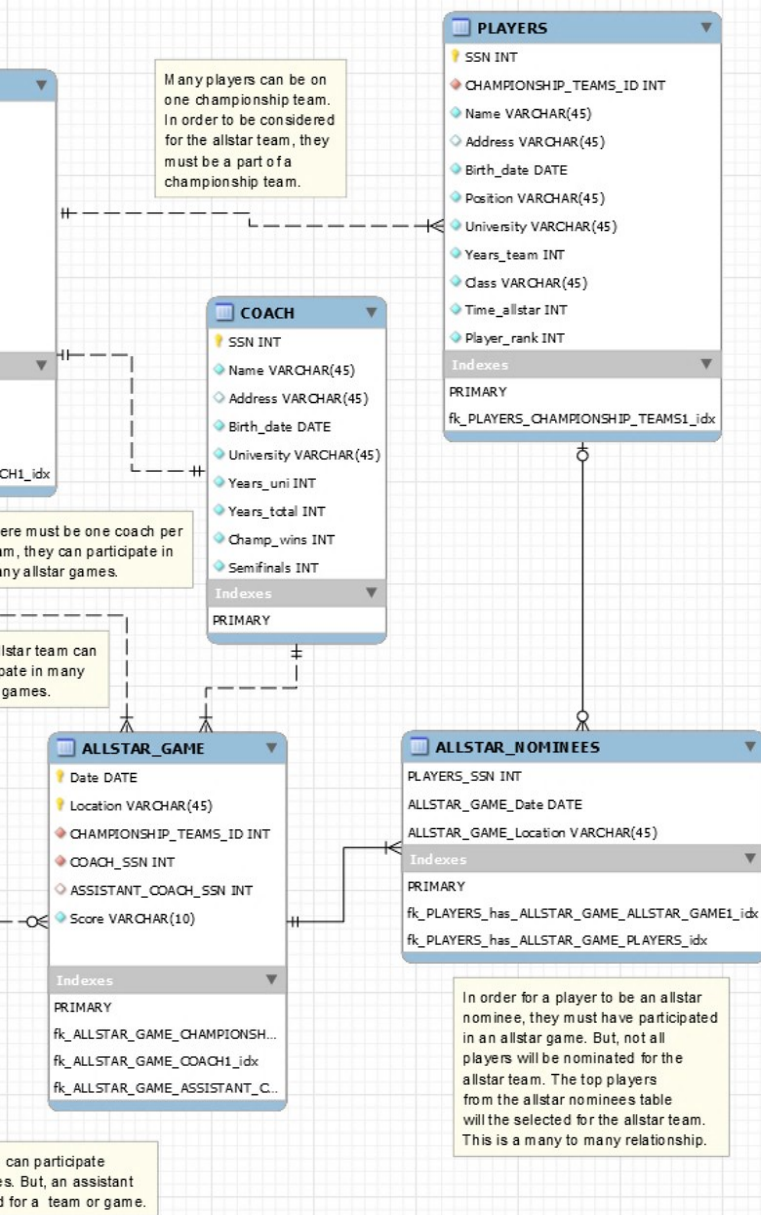 PLAYERS
SSN INT
CHAMPIONSHIP_TEAMS_ID INT
Name VARCHAR(45)
Address VARCHAR(45)
Birth_date DATE
Position VARCHAR(45)
University VARCHAR(45)
Years_team INT
Class VARCHAR(45)
Time_allstar INT
Player_rank INT
Indexes
PRIMARY
fk_PLAYERS_CHAMPIONSHIP_TEAMS1_idx
Many players can be on
one championship team.
In order to be considered
for the allstar team, they
must be a part of a
championship team.
COACH
SSN INT
Name VARCHAR(45)
Address VARCHAR(45)
Birth_date DATE
University VARCHAR(45)
Years_uni INT
Years_total INT
Champ_wins INT
Semifinals INT
Indexes
PRIMARY
CH1_idx
ere must be one coach per
am, they can participate in
any allstar games.
llstar team can
pate in many
games.
ALLSTAR_GAME
Date DATE
Location VARCHAR(45)
CHAMPIONSHIP_TEAMS_ID INT
COACH_SSN INT
ASSISTANT_COACH_SSN INT
Score VARCHAR(10)
Indexes
PRIMARY
fk_ALLSTAR_GAME_CHAMPIONSH...
fk_ALLSTAR_GAME_COACH1_idx
fk_ALLSTAR_GAME_ASSISTANT_C...
ALLSTAR_NOMINEES
PLAYERS_SSN INT
ALLSTAR_GAME_Date DATE
ALLSTAR_GAME_Location VARCHAR(45)
Indexes
PRIMARY
fk_PLAYERS_has_ALLSTAR_GAME_ALLSTAR_GAME1_idx
fk_PLAYERS_has_ALLSTAR_GAME_PLAYERS_idx
In order for a player to be an allstar
nominee, they must have participated
in an allstar game. But, not all
players will be nominated for the
allstar team. The top players
from the allstar nominees table
will the selected for the allstar team.
This is a many to many relationship.
can participate
es. But, an assistant
d for a team or game.